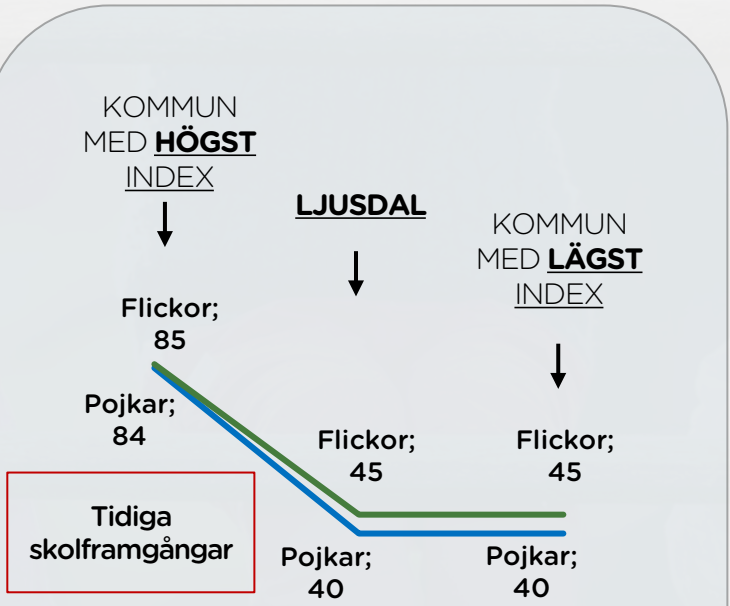 KOMMUN
MED HÖGST
INDEX
LJUSDAL
KOMMUN
MED LÄGST
INDEX
Flickor;
85
Pojkar;
84
Flickor;
45
Flickor;
45
Tidiga
skolframgångar
Pojkar;
40
Pojkar;
40